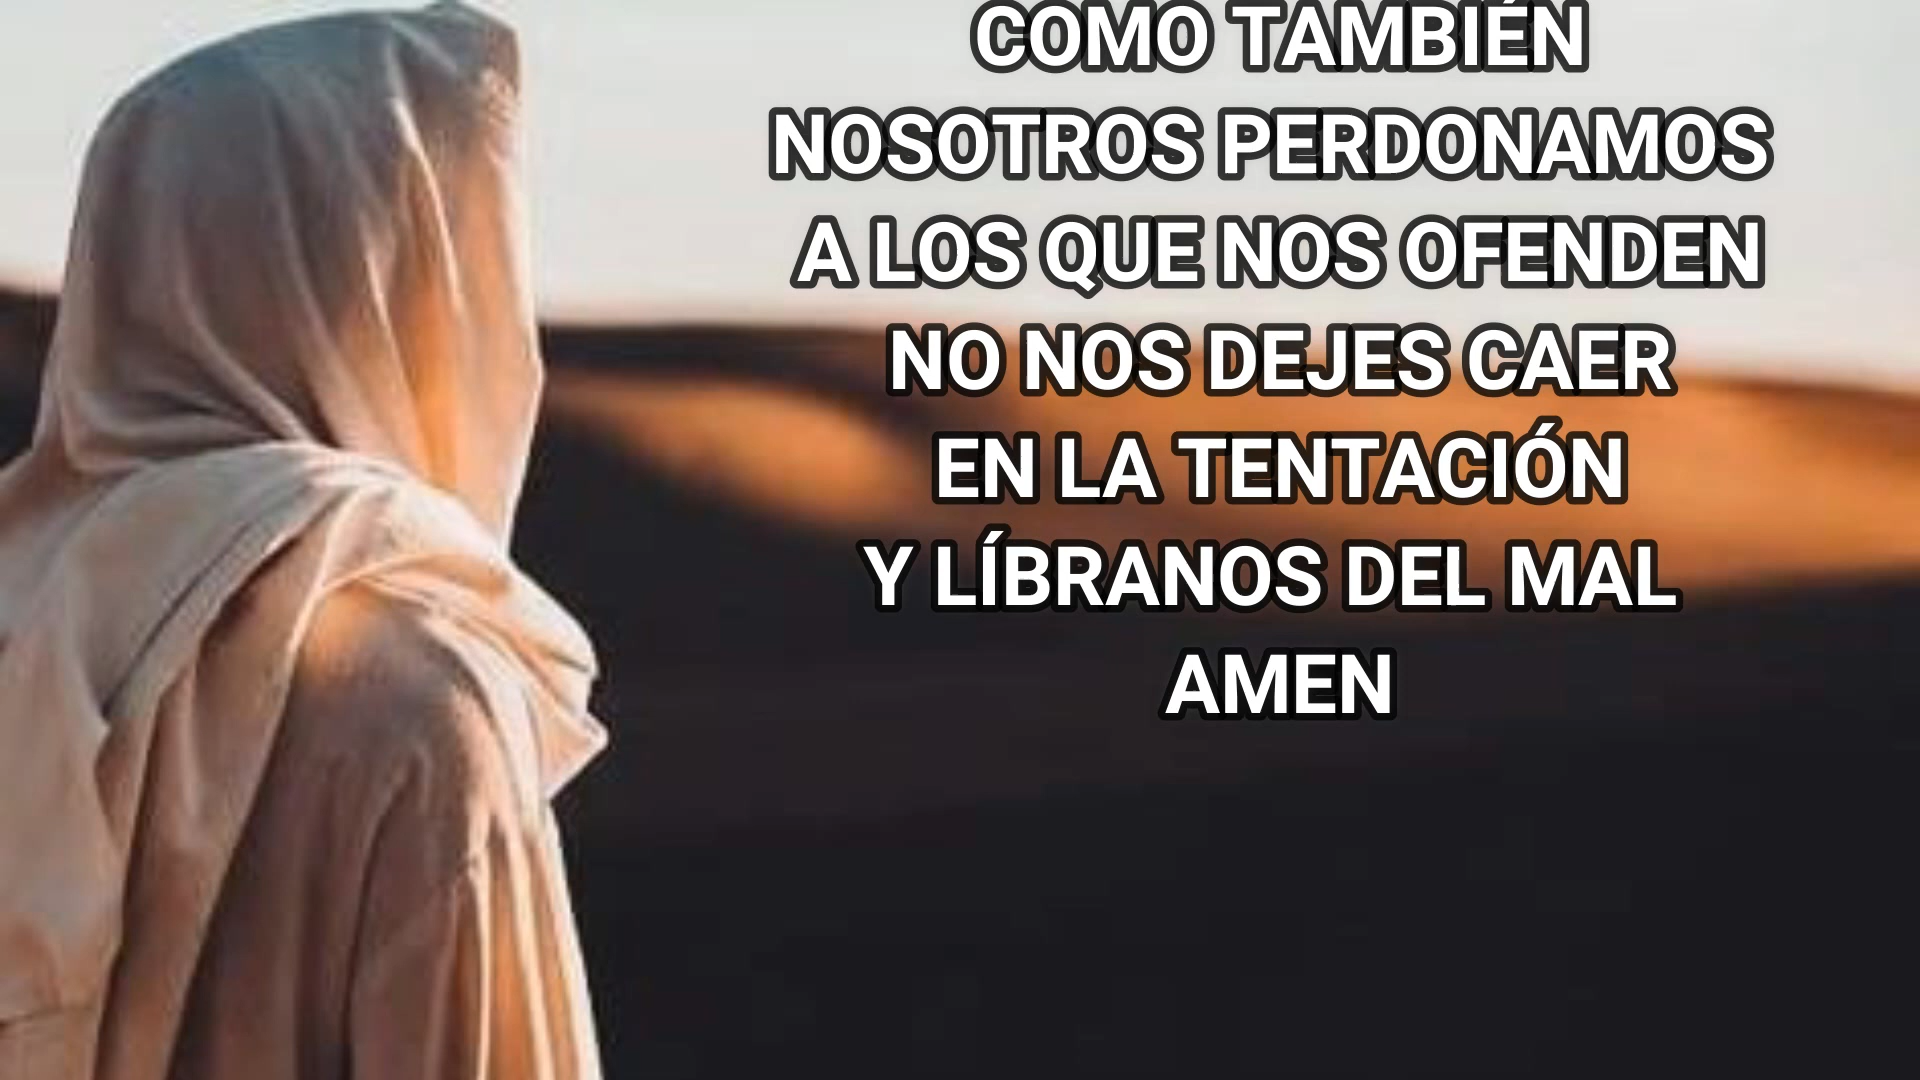 COMO TAMBIÉN
NOSOTROS PERDONAMOS
A LOS QUE NOS OFENDEN
NO NOS DEJES CAER
EN LA TENTACIÓN
Y LÍBRANOS DEL MAL
AMEN